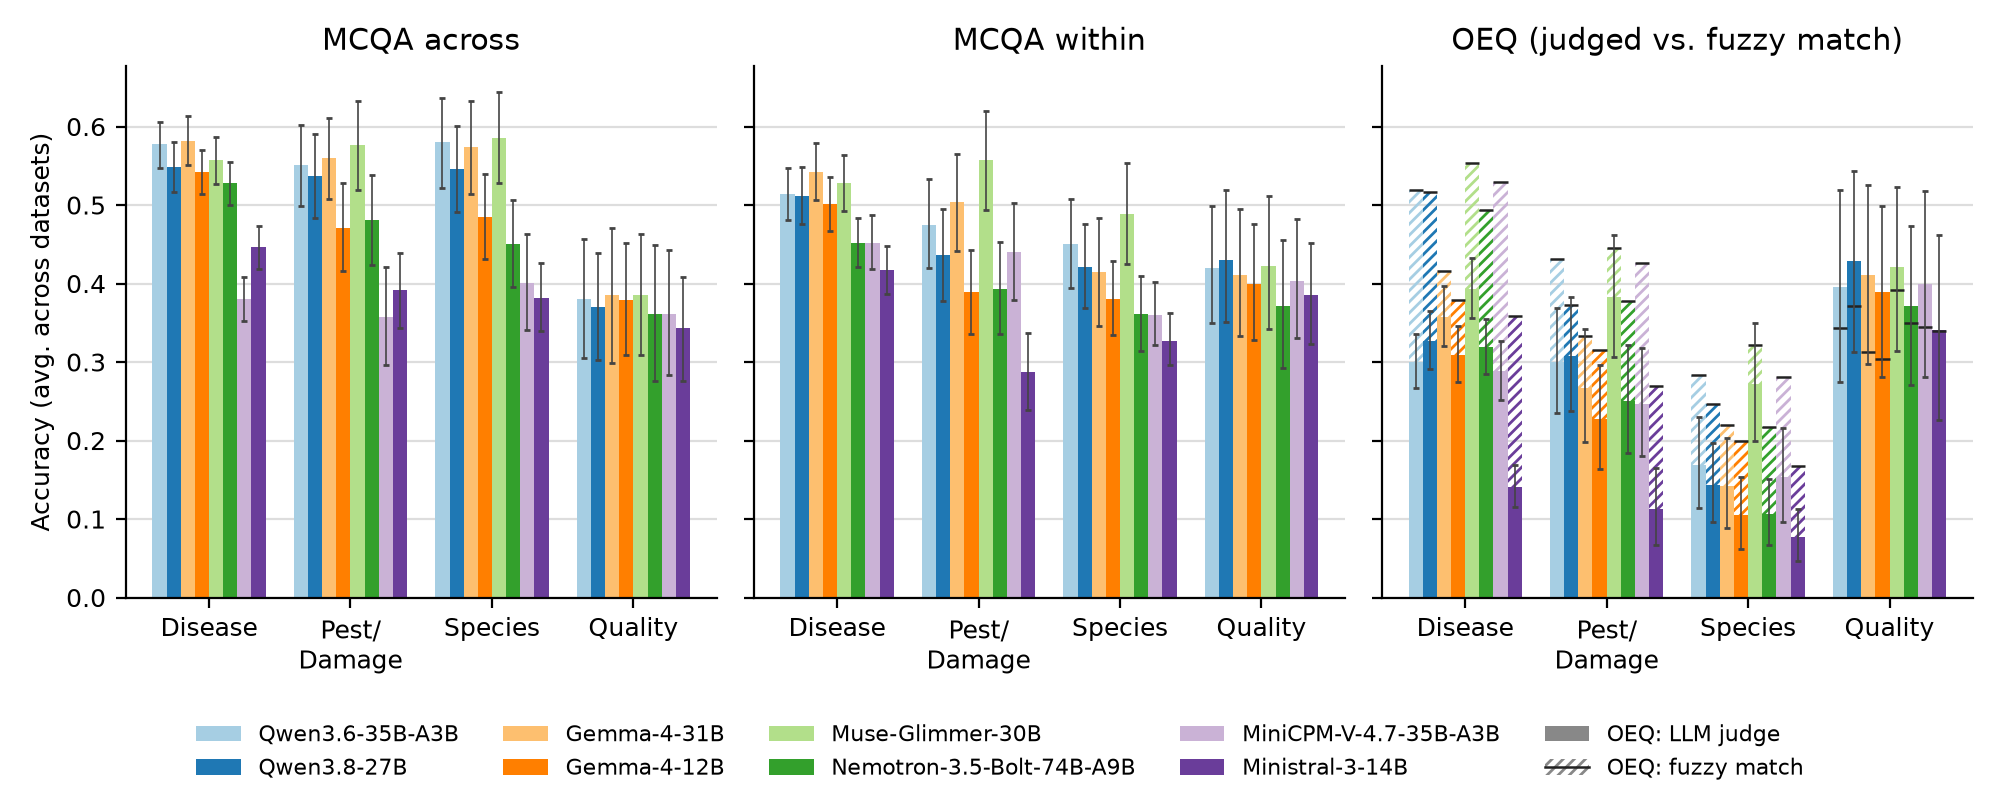 MCQA across
MCQA within
OEQ (judged vs. fuzzy match)
Accuracy (avg. across datasets)
0.6
0.5
0.4
0.3
0.2
0.1
0.0
Disease
Pest/
Damage
Species
Quality
Disease
Pest/
Damage
Species
Quality
Disease
Pest/
Damage
Species
Quality
Qwen3.6-35B-A3B
Qwen3.8-27B
Gemma-4-31B
Gemma-4-12B
Muse-Glimmer-30B
Nemotron-3.5-Bolt-74B-A9B
MiniCPM-V-4.7-35B-A3B
Ministral-3-14B
OEQ: LLM judge
OEQ: fuzzy match